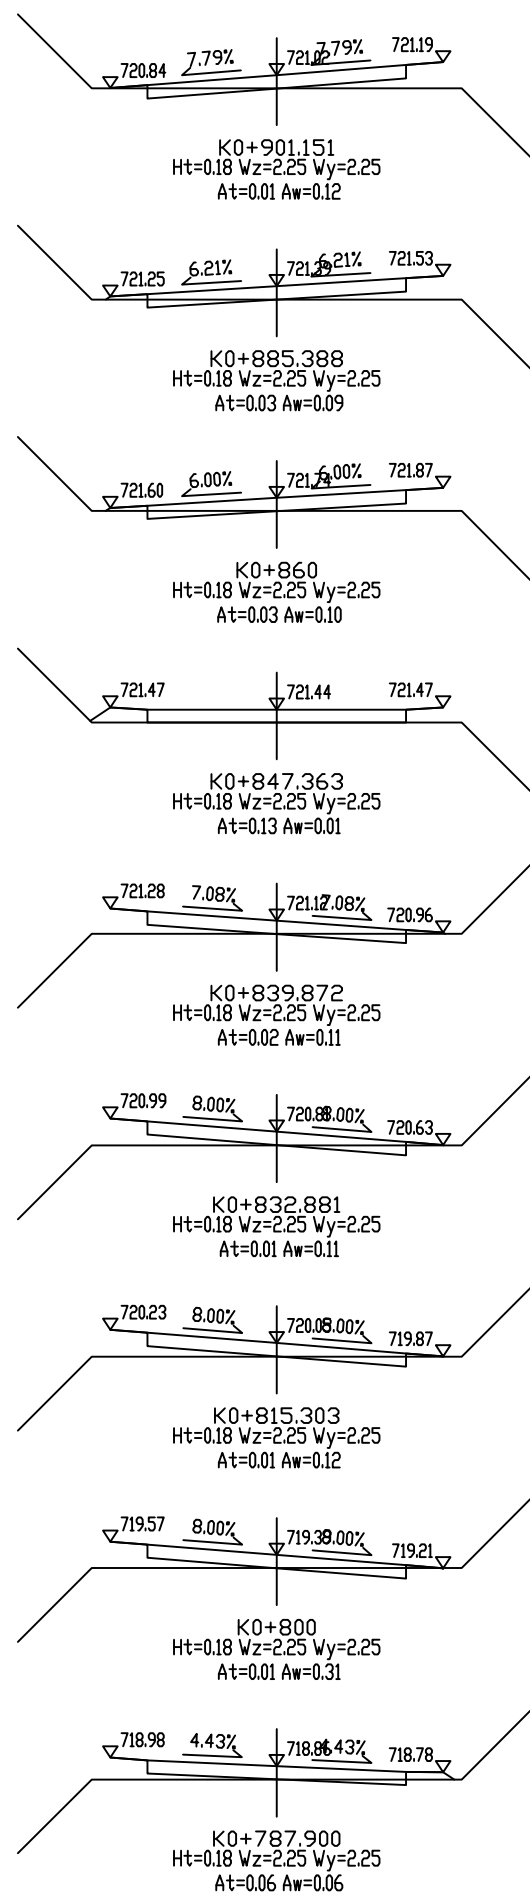 720.84 7.79% 721.02 7.79% 721.19
K0+901.151
Ht=0.18 Wz=2.25 Wy=2.25
At=0.01 Aw=0.12
721.25 6.21% 721.39 6.21% 721.53
K0+885.388
Ht=0.18 Wz=2.25 Wy=2.25
At=0.03 Aw=0.09
721.60 6.00% 721.74 6.00% 721.87
K0+860
Ht=0.18 Wz=2.25 Wy=2.25
At=0.03 Aw=0.10
721.47 721.44 721.47
K0+847.363
Ht=0.18 Wz=2.25 Wy=2.25
At=0.13 Aw=0.01
721.28 7.08% 721.12 7.08% 720.96
K0+839.872
Ht=0.18 Wz=2.25 Wy=2.25
At=0.02 Aw=0.11
720.99 8.00% 720.81 8.00% 720.63
K0+832.881
Ht=0.18 Wz=2.25 Wy=2.25
At=0.01 Aw=0.11
720.23 8.00% 720.05 8.00% 719.87
K0+815.303
Ht=0.18 Wz=2.25 Wy=2.25
At=0.01 Aw=0.12
719.57 8.00% 719.39 8.00% 719.21
K0+800
Ht=0.18 Wz=2.25 Wy=2.25
At=0.01 Aw=0.31
718.98 4.43% 718.86 4.43% 718.78
K0+787.900
Ht=0.18 Wz=2.25 Wy=2.25
At=0.06 Aw=0.06